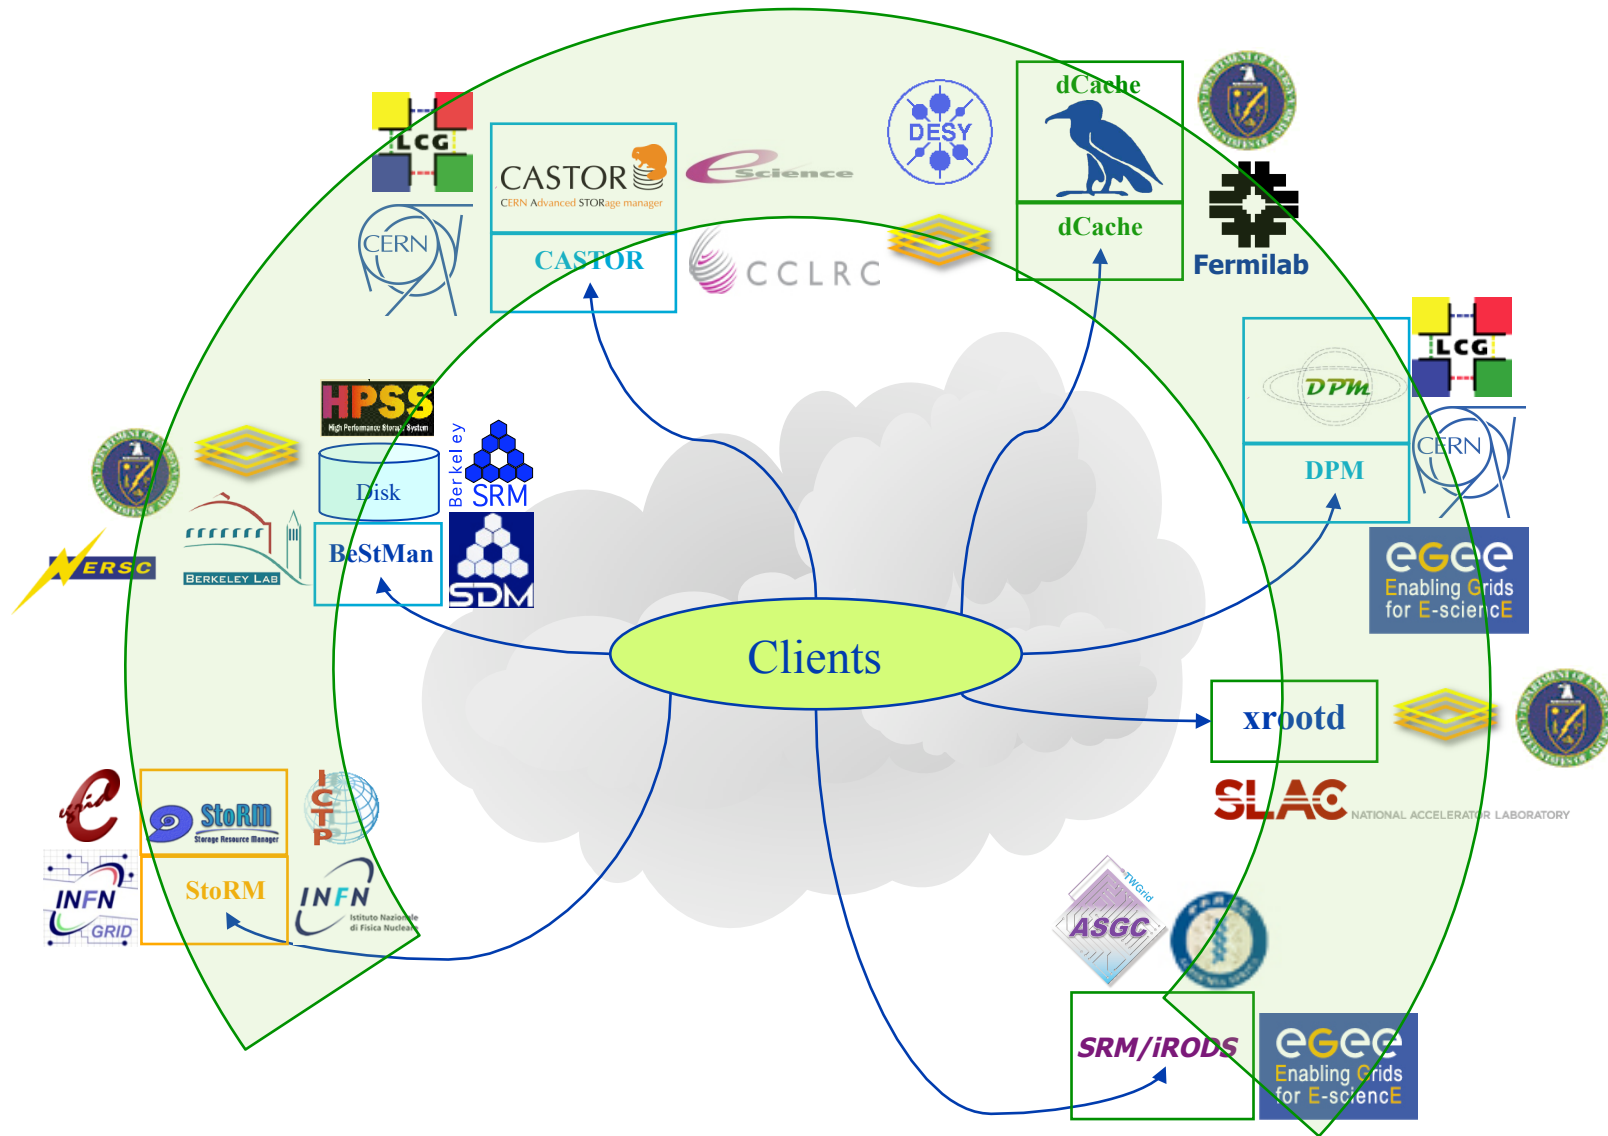 LCG
CASTOR
CERN Advanced STORage manager
CASTOR
CERN
eScience
CCLRC
DESY
dCache
dCache
Fermilab
DPM
DPM
LCG
CERN
eGee
Enabling Grids
for E-sciencE
HPSS
High Performance Storage System
Disk
BeStMan
Berkeley
SRM
SDM
NERSC
BERKELEY LAB
Clients
xrootd
SLAC
NATIONAL ACCELERATOR LABORATORY
egrid
StoRM
Storage Resource Manager
StoRM
ICTP
INFN
GRID
INFN
Istituto Nazionale
di Fisica Nucleare
TWGrid
ASGC
SRM/iRODS
eGee
Enabling Grids
for E-sciencE